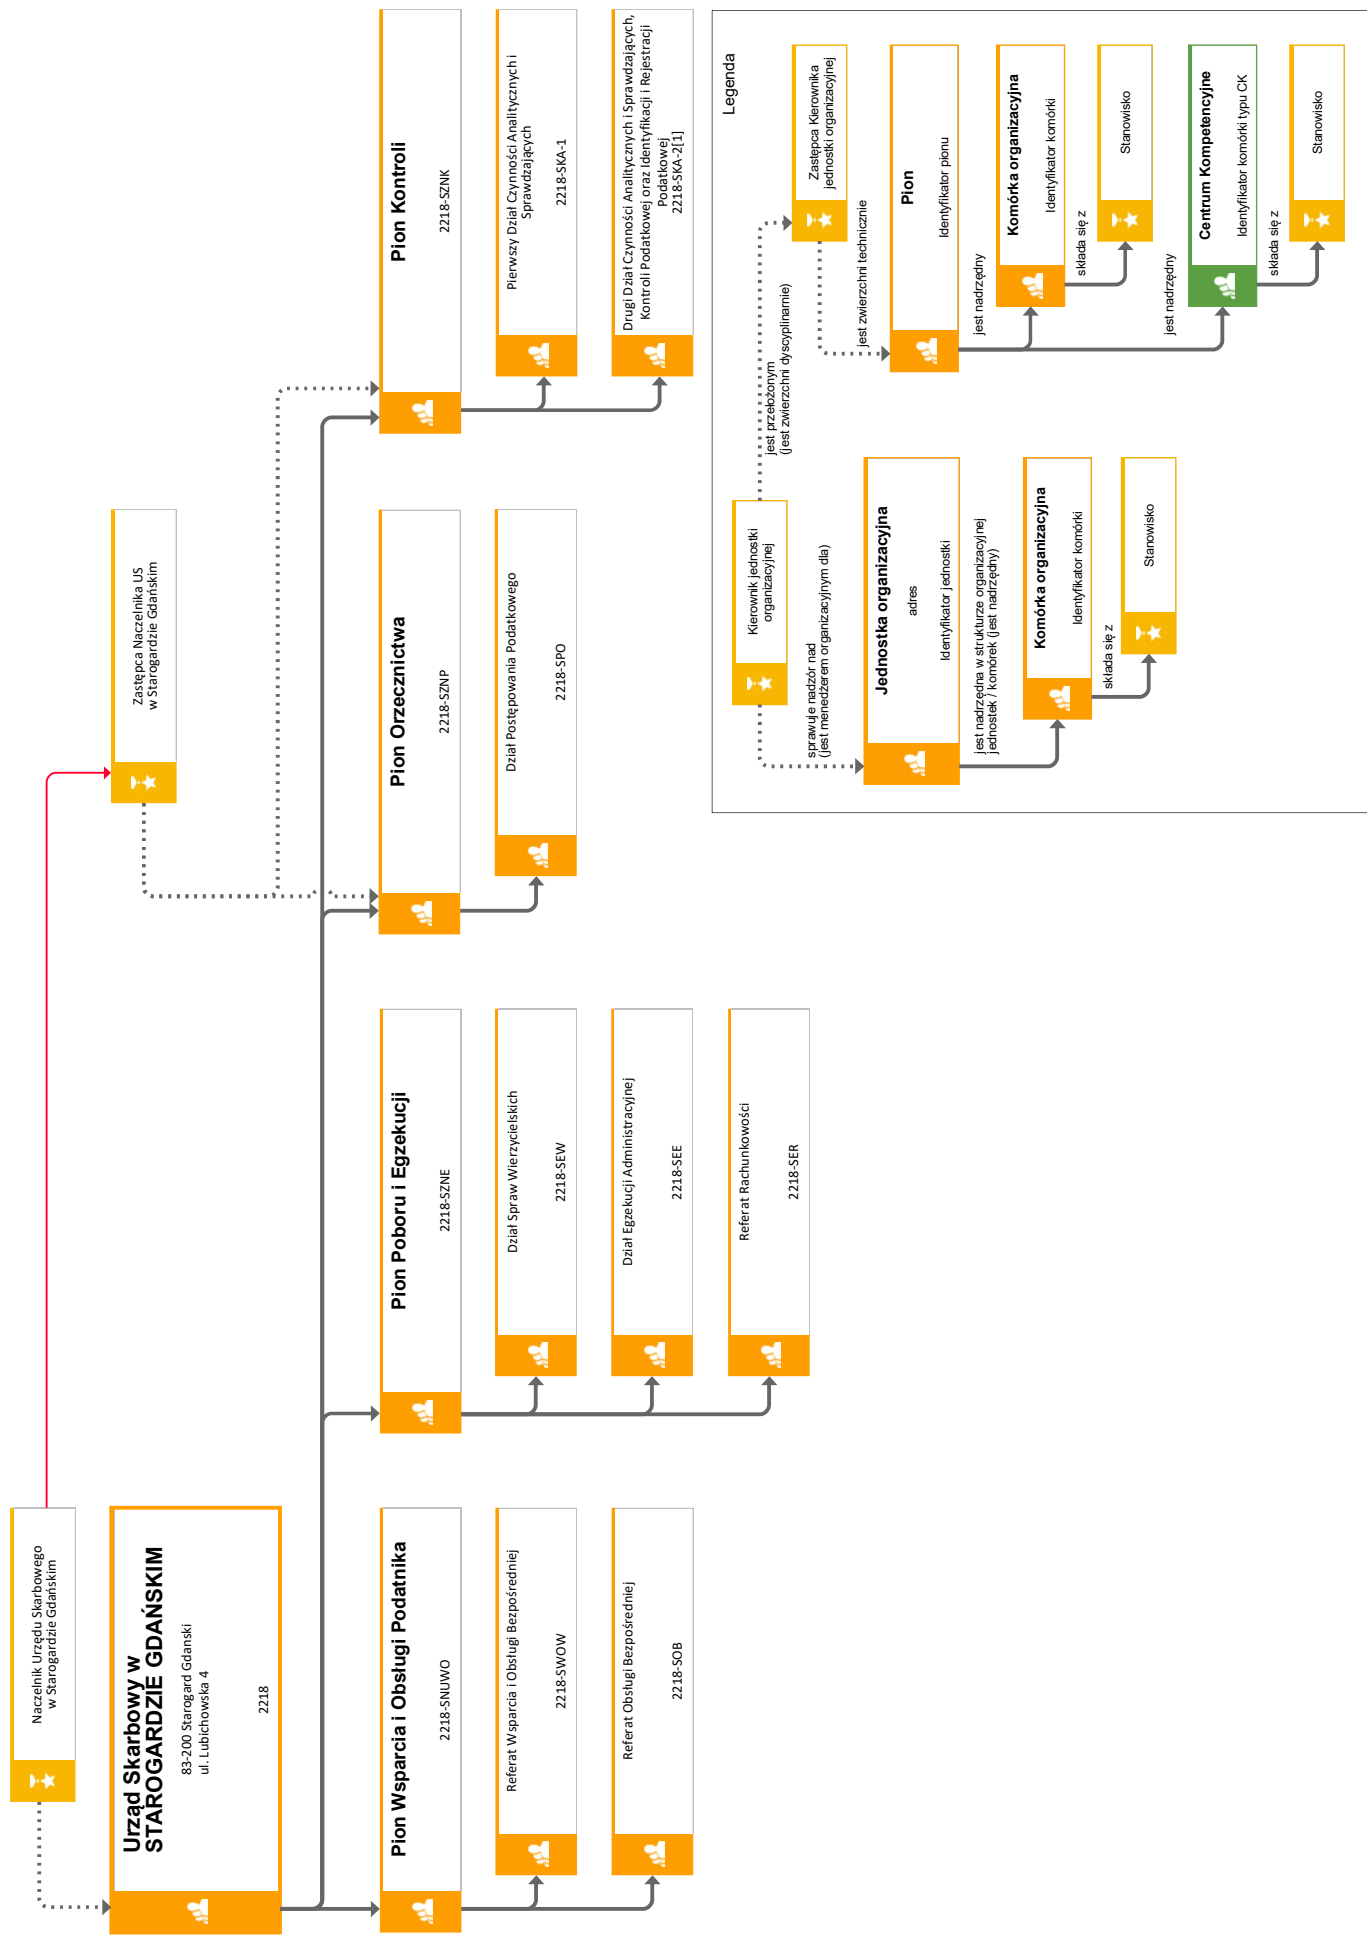 Naczelnik Urzędu Skarbowego
w Starogardzie Gdańskim
Urząd Skarbowy w
STAROGARDZIE GDAŃSKIM
83-200 Starogard Gdanski
ul. Lubichowska 4
2218
Zastępca Naczelnika US
w Starogardzie Gdańskim
Pion Wsparcia i Obsługi Podatnika
2218-SNUWO
Referat Wsparcia i Obsługi Bezpośredniej
2218-SWOW
Referat Obsługi Bezpośredniej
2218-SOB
Pion Poboru i Egzekucji
2218-SZNE
Dział Spraw Wierzycielskich
2218-SEW
Dział Egzekucji Administracyjnej
2218-SEE
Referat Rachunkowości
2218-SER
Pion Orzecznictwa
2218-SZNP
Dział Postępowania Podatkowego
2218-SPO
Pion Kontroli
2218-SZNK
Pierwszy Dział Czynności Analitycznych i
Sprawdzających
2218-SKA-1
Drugi Dział Czynności Analitycznych i Sprawdzających,
Kontroli Podatkowej oraz Identyfikacji i Rejestracji
Podatkowej
2218-SKA-2[1]
Legenda
Kierownik jednostki
organizacyjnej
jest przełożonym
(jest zwierzchni dyscyplinarnie)
Zastępca Kierownika
jednostki organizacyjnej
sprawuje nadzór nad
(jest menedżerem organizacyjnym dla)
jest zwierzchni technicznie
Jednostka organizacyjna
adres
Identyfikator jednostki
jest nadrzędna w strukturze organizacyjnej
jednostek / komórek (jest nadrzędny)
Komórka organizacyjna
Identyfikator komórki
składa się z
Stanowisko
Pion
Identyfikator pionu
jest nadrzędny
Komórka organizacyjna
Identyfikator komórki
składa się z
Stanowisko
jest nadrzędny
Centrum Kompetencyjne
Identyfikator komórki typu CK
składa się z
Stanowisko